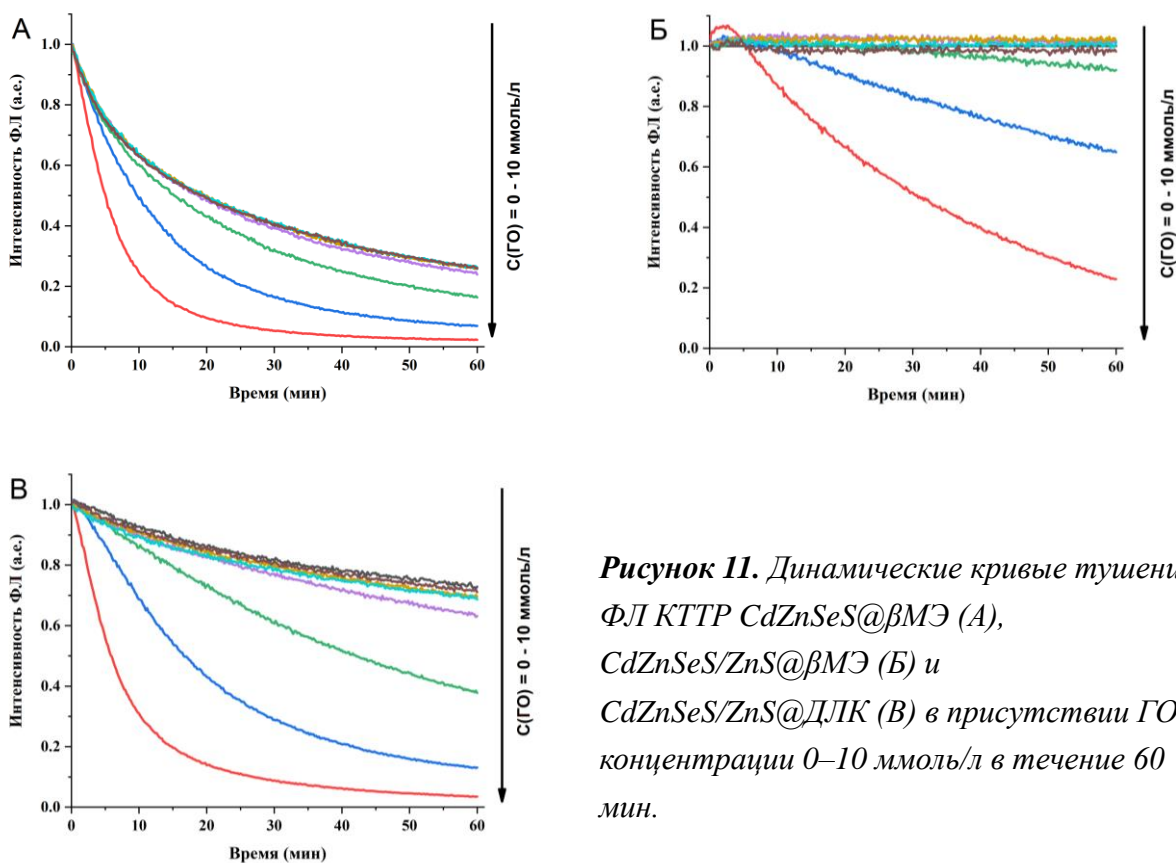 А
Интенсивность ФЛ (а.е.)
1.0
0.8
0.6
0.4
0.2
0.0
0 10 20 30 40 50 60
Время (мин)
С(ГО) = 0 - 10 ммоль/л
Б
Интенсивность ФЛ (а.е.)
1.0
0.8
0.6
0.4
0.2
0.0
0 10 20 30 40 50 60
Время (мин)
С(ГО) = 0 - 10 ммоль/л
В
Интенсивность ФЛ (а.е.)
1.0
0.8
0.6
0.4
0.2
0.0
0 10 20 30 40 50 60
Время (мин)
С(ГО) = 0 - 10 ммоль/л
Рисунок 11. Динамические кривые тушени
ФЛ КТТР CdZnSeS@βМЭ (А),
CdZnSeS/ZnS@βМЭ (Б) и
CdZnSeS/ZnS@ДЛК (В) в присутствии ГО
концентрации 0–10 ммоль/л в течение 60
мин.